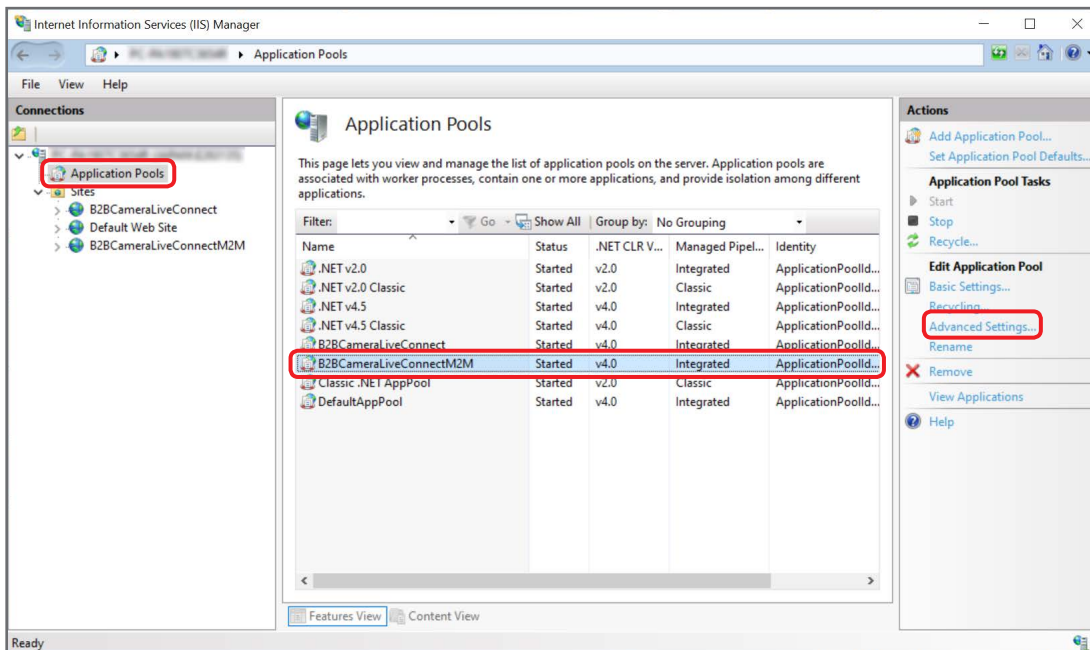 Internet Information Services (IIS) Manager
Application Pools
File View Help
Connections
Application Pools
Sites
B2BCameraLiveConnect
Default Web Site
B2BCameraLiveConnectM2M
Application Pools
This page lets you view and manage the list of application pools on the server. Application pools are
associated with worker processes, contain one or more applications, and provide isolation among different
applications.
Filter: Go Show All Group by: No Grouping
Name Status .NET CLR V... Managed Pipel... Identity
.NET v2.0 Started v2.0 Integrated ApplicationPoolId...
.NET v2.0 Classic Started v2.0 Classic ApplicationPoolId...
.NET v4.5 Started v4.0 Integrated ApplicationPoolId...
.NET v4.5 Classic Started v4.0 Classic ApplicationPoolId...
B2BCameraLiveConnect Started v4.0 Integrated ApplicationPoolId...
B2BCameraLiveConnectM2M Started v4.0 Integrated ApplicationPoolId...
Classic .NET AppPool Started v2.0 Classic ApplicationPoolId...
DefaultAppPool Started v4.0 Integrated ApplicationPoolId...
Features View Content View
Actions
Add Application Pool...
Set Application Pool Defaults...
Application Pool Tasks
Start
Stop
Recycle...
Edit Application Pool
Basic Settings...
Recycling...
Advanced Settings...
Rename
Remove
View Applications
Help
Ready